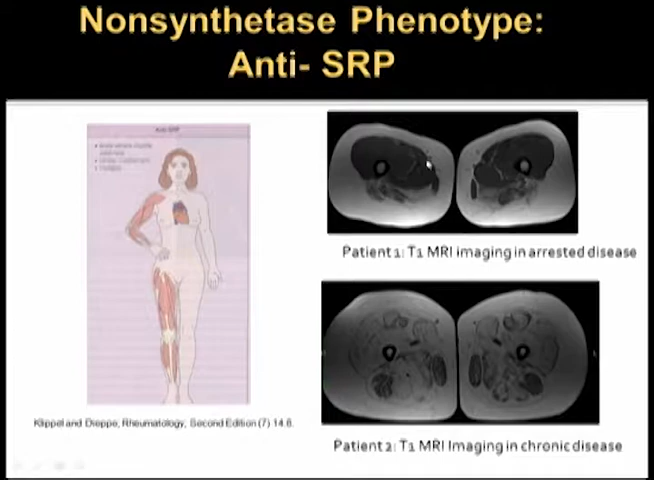 Nonsynthetase Phenotype:
Anti- SRP
Anti-SRP
Patient 1: T1 MRI imaging in arrested disease
Klippel and Dieppe, Rheumatology, Second Edition (7) 14.6.
Patient 2: T1 MRI Imaging in chronic disease